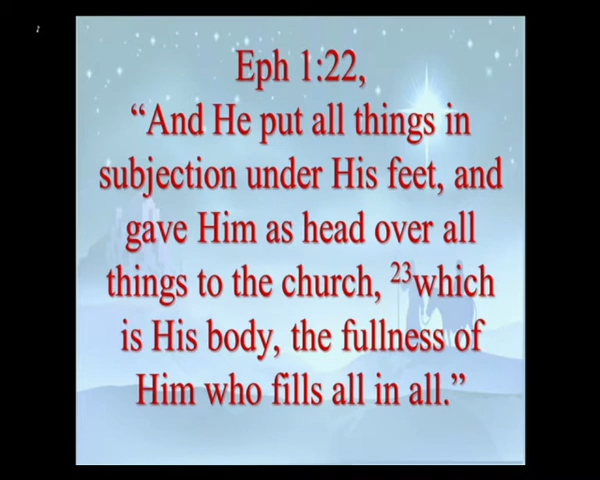 Eph 1:22,
“And He put all things in
subjection under His feet, and
gave Him as head over all
things to the church, 23which
is His body, the fullness of
Him who fills all in all.”